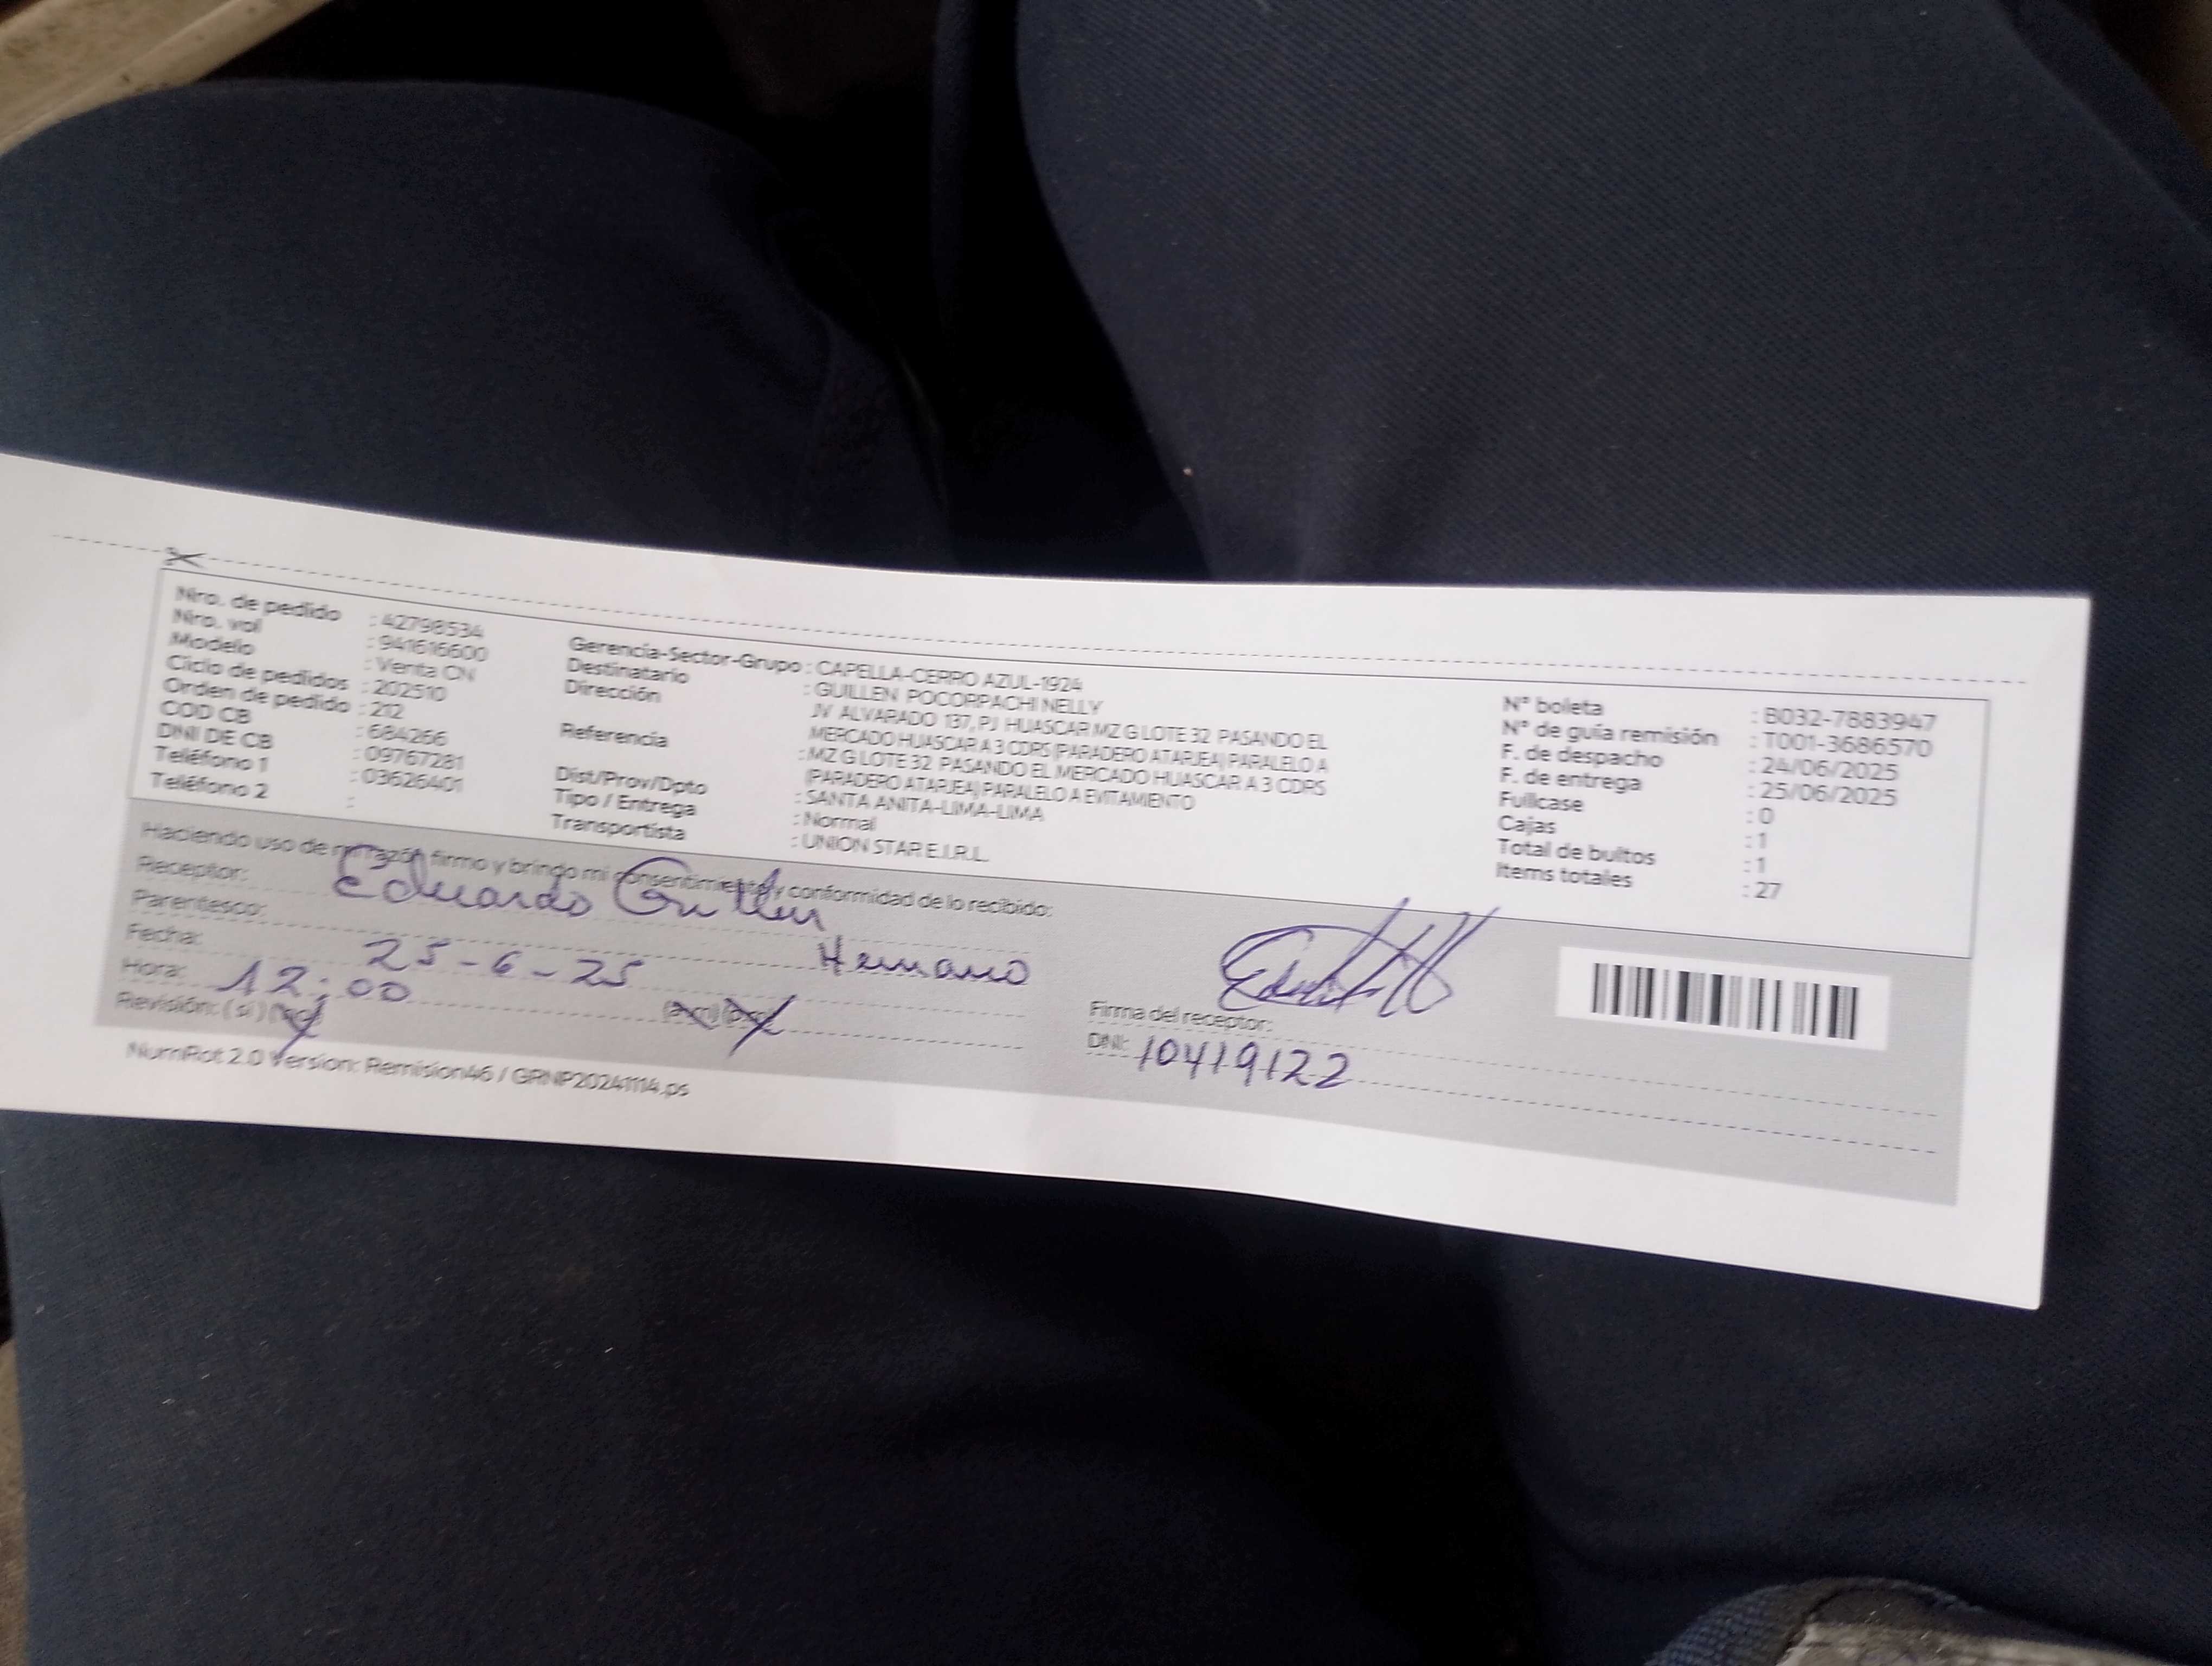 Nro. de pedido : 42798534
Nro. vol : 941616600
Modelo : Venta CN
Ciclo de pedidos : 202510
Orden de pedido : 212
COD CB : 684266
DNI DE CB : 09767281
Teléfono 1 : 03626401
Teléfono 2 :
Gerencia-Sector-Grupo : CAPELLA-CERRO AZUL-1924
Destinatario : GUILLEN POCORPACHI NELLY
Dirección JV ALVARADO 137, PJ HUASCAR MZ G LOTE 32 PASANDO EL
MERCADO HUASCAR A 3 CDRS (PARADERO ATARJEA) PARALELO A
Referencia : MZ G LOTE 32 PASANDO EL MERCADO HUASCAR A 3 CDRS
(PARADERO ATARJEA) PARALELO A EVITAMIENTO
Dist/Prov/Dpto : SANTA ANITA-LIMA-LIMA
Tipo / Entrega : Normal
Transportista : UNION STAR E.I.R.L.
N° boleta : B032-7883947
N° de guía remisión : T001-3686570
F. de despacho : 24/06/2025
F. de entrega : 25/06/2025
Fullcase : 0
Cajas : 1
Total de bultos : 1
Items totales : 27
Haciendo uso de mi razón firmo y brindo mi consentimiento y conformidad de lo recibido:
Receptor: Eduardo Guillen
Parentesco: Hermano
Fecha: 25-6-25
Hora: 12:00 (a.m) (p.m)
Revisión: (si) (no)
Firma del receptor:
DNI: 10419122
NumRot 2.0 Version: Remision46 / GRNP20241114.ps